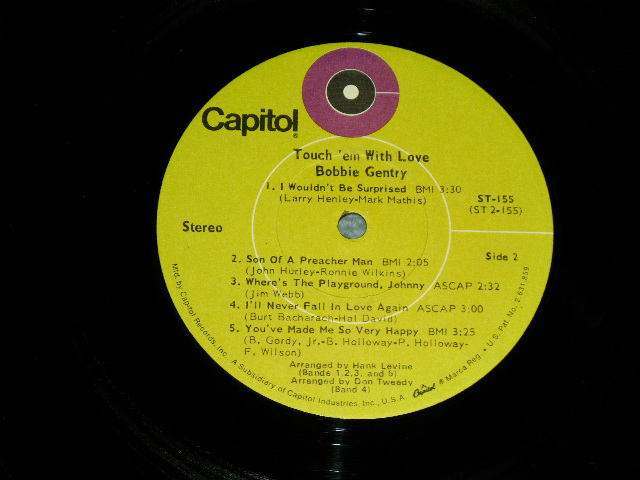 Capitol®
Touch 'em With Love
Bobbie Gentry
1. I Wouldn't Be Surprised BMI 3:30
(Larry Henley-Mark Mathis)
ST-155
(ST 2-155)
Stereo
Side 2
2. Son Of A Preacher Man BMI 2:05
(John Hurley-Ronnie Wilkins)
3. Where's The Playground, Johnny ASCAP 2:32
(Jim Webb)
4. I'll Never Fall In Love Again ASCAP 3:00
(Burt Bacharach-Hal David)
5. You've Made Me So Very Happy BMI 3:25
(B. Gordy, Jr.-B. Holloway-P. Holloway-
F. Wilson)
Arranged by Hank Levine
(Bands 1,2,3, and 5)
Arranged by Don Tweedy
(Band 4)
Mfd. by Capitol Records Inc., A Subsidiary of Capitol Industries, Inc., U.S.A. Capitol ® Marca Reg. • U.S. Pat. No. 2,631,859